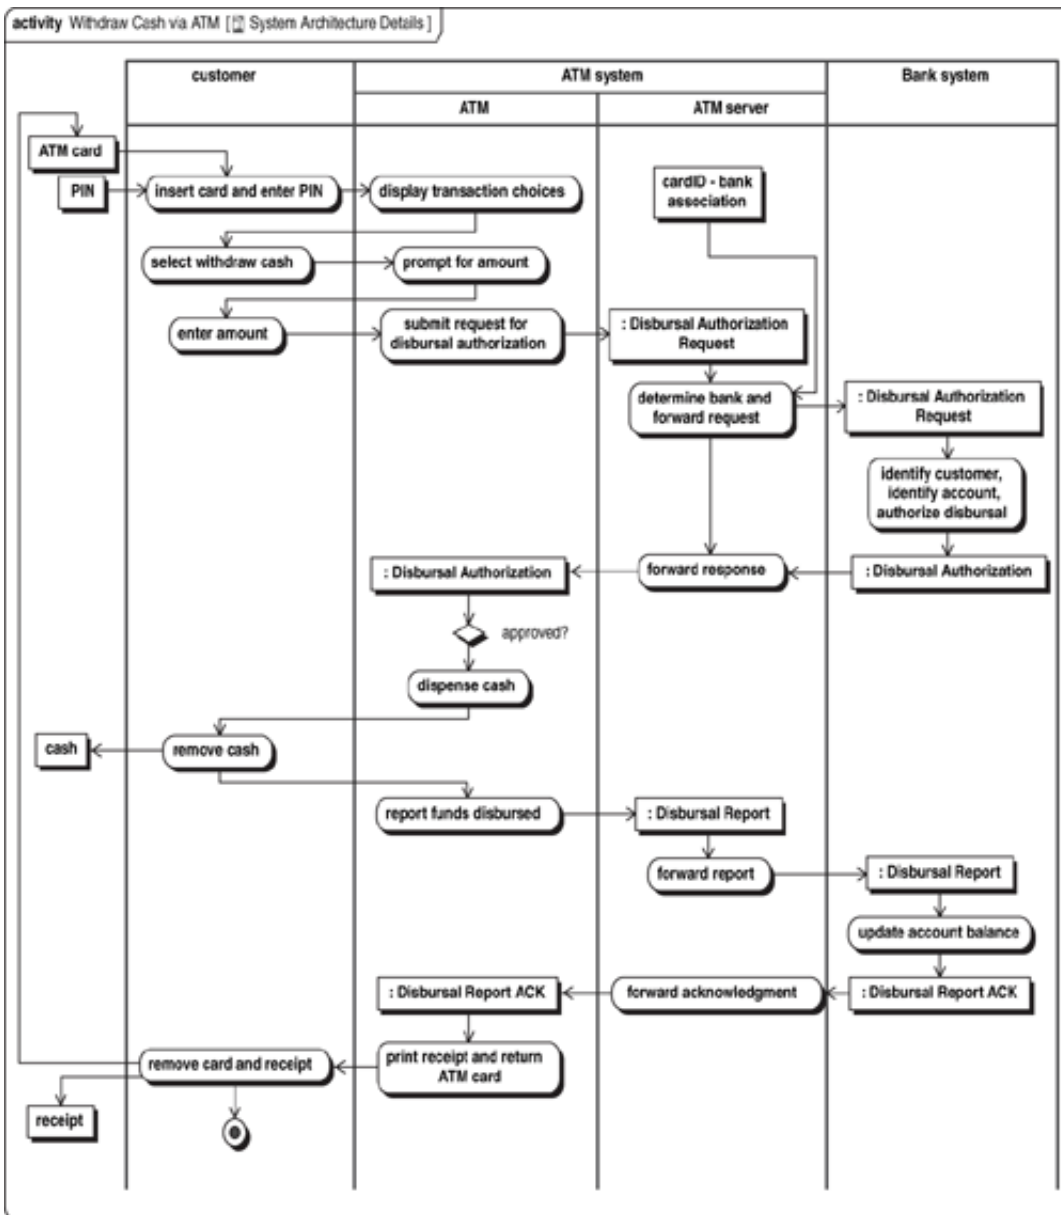 activity Withdraw Cash via ATM [ System Architecture Details ]
customer
ATM system
Bank system
ATM
ATM server
ATM card
PIN
insert card and enter PIN
display transaction choices
cardID - bank
association
select withdraw cash
prompt for amount
enter amount
submit request for
disbursal authorization
: Disbursal Authorization
Request
determine bank and
forward request
: Disbursal Authorization
Request
identify customer,
identify account,
authorize disbursal
: Disbursal Authorization
forward response
: Disbursal Authorization
approved?
dispense cash
cash
remove cash
report funds disbursed
: Disbursal Report
forward report
: Disbursal Report
update account balance
: Disbursal Report ACK
forward acknowledgment
: Disbursal Report ACK
remove card and receipt
print receipt and return
ATM card
receipt